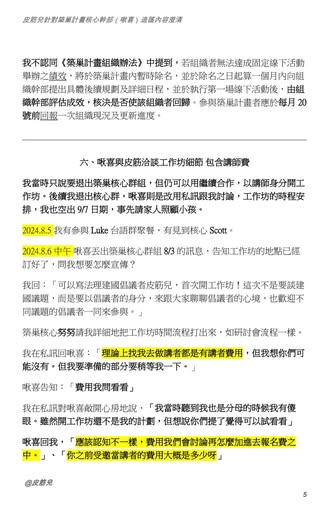 皮筋兒針對築巢計畫核心幹部（啾喜）造謠內容澄清
我不認同《築巢計畫組織辦法》中提到，若組織者無法達成固定線下活動
舉辦之績效，將於築巢計畫內暫時除名，並於除名之日起算一個月內向組
織幹部提出具體後續規劃及詳細日程，並於執行第一場線下活動後，由組
織幹部評估成效，核決是否使該組織者回歸。參與築巢計畫者應於每月 20
號前回報一次組織現況及更新進度。
六、啾喜與皮筋洽談工作坊細節 包含講師費
我當時只說要退出築巢核心群組，但仍可以用繼續合作，以講師身分開工
作坊。後續我退出核心群，啾喜則是改用私訊跟我討論，工作坊的時程安
排，我也空出 9/7 日期，事先請家人照顧小孩。
2024.8.5 我有參與 Luke 台語群聚餐，有見到核心 Scott。
2024.8.6 中午 啾喜丟出築巢核心群組 8/3 的訊息，告知工作坊的地點已經
訂好了，問我想要怎麼宣傳？
我回：「可以寫法理建國倡議者皮筋兒，首次開工作坊！這次不是要談建
國議題，而是要以倡議者的身分，來跟大家聊聊倡議者的心境，也歡迎不
同議題的倡議者一同來參與。」
築巢核心努努請我詳細地把工作坊時間流程打出來，如研討會流程一樣。
我在私訊回啾喜：「理論上找我去做講者都是有講者費用，但我想你們可
能沒有。但我要準備的部分要稍等我一下。」
啾喜告知：「費用我問看看」
我在私訊對啾喜敞開心房地說，「我當時聽到我也是分母的時候我有傻
眼。雖然開工作坊還不是我的計劃，但想說你們提了覺得可以試看看」
啾喜回我，「應該認知不一樣，費用我們會討論再怎麼加進去報名費之
中。」、「你之前受邀當講者的費用大概是多少呀」
@皮筋兒
5